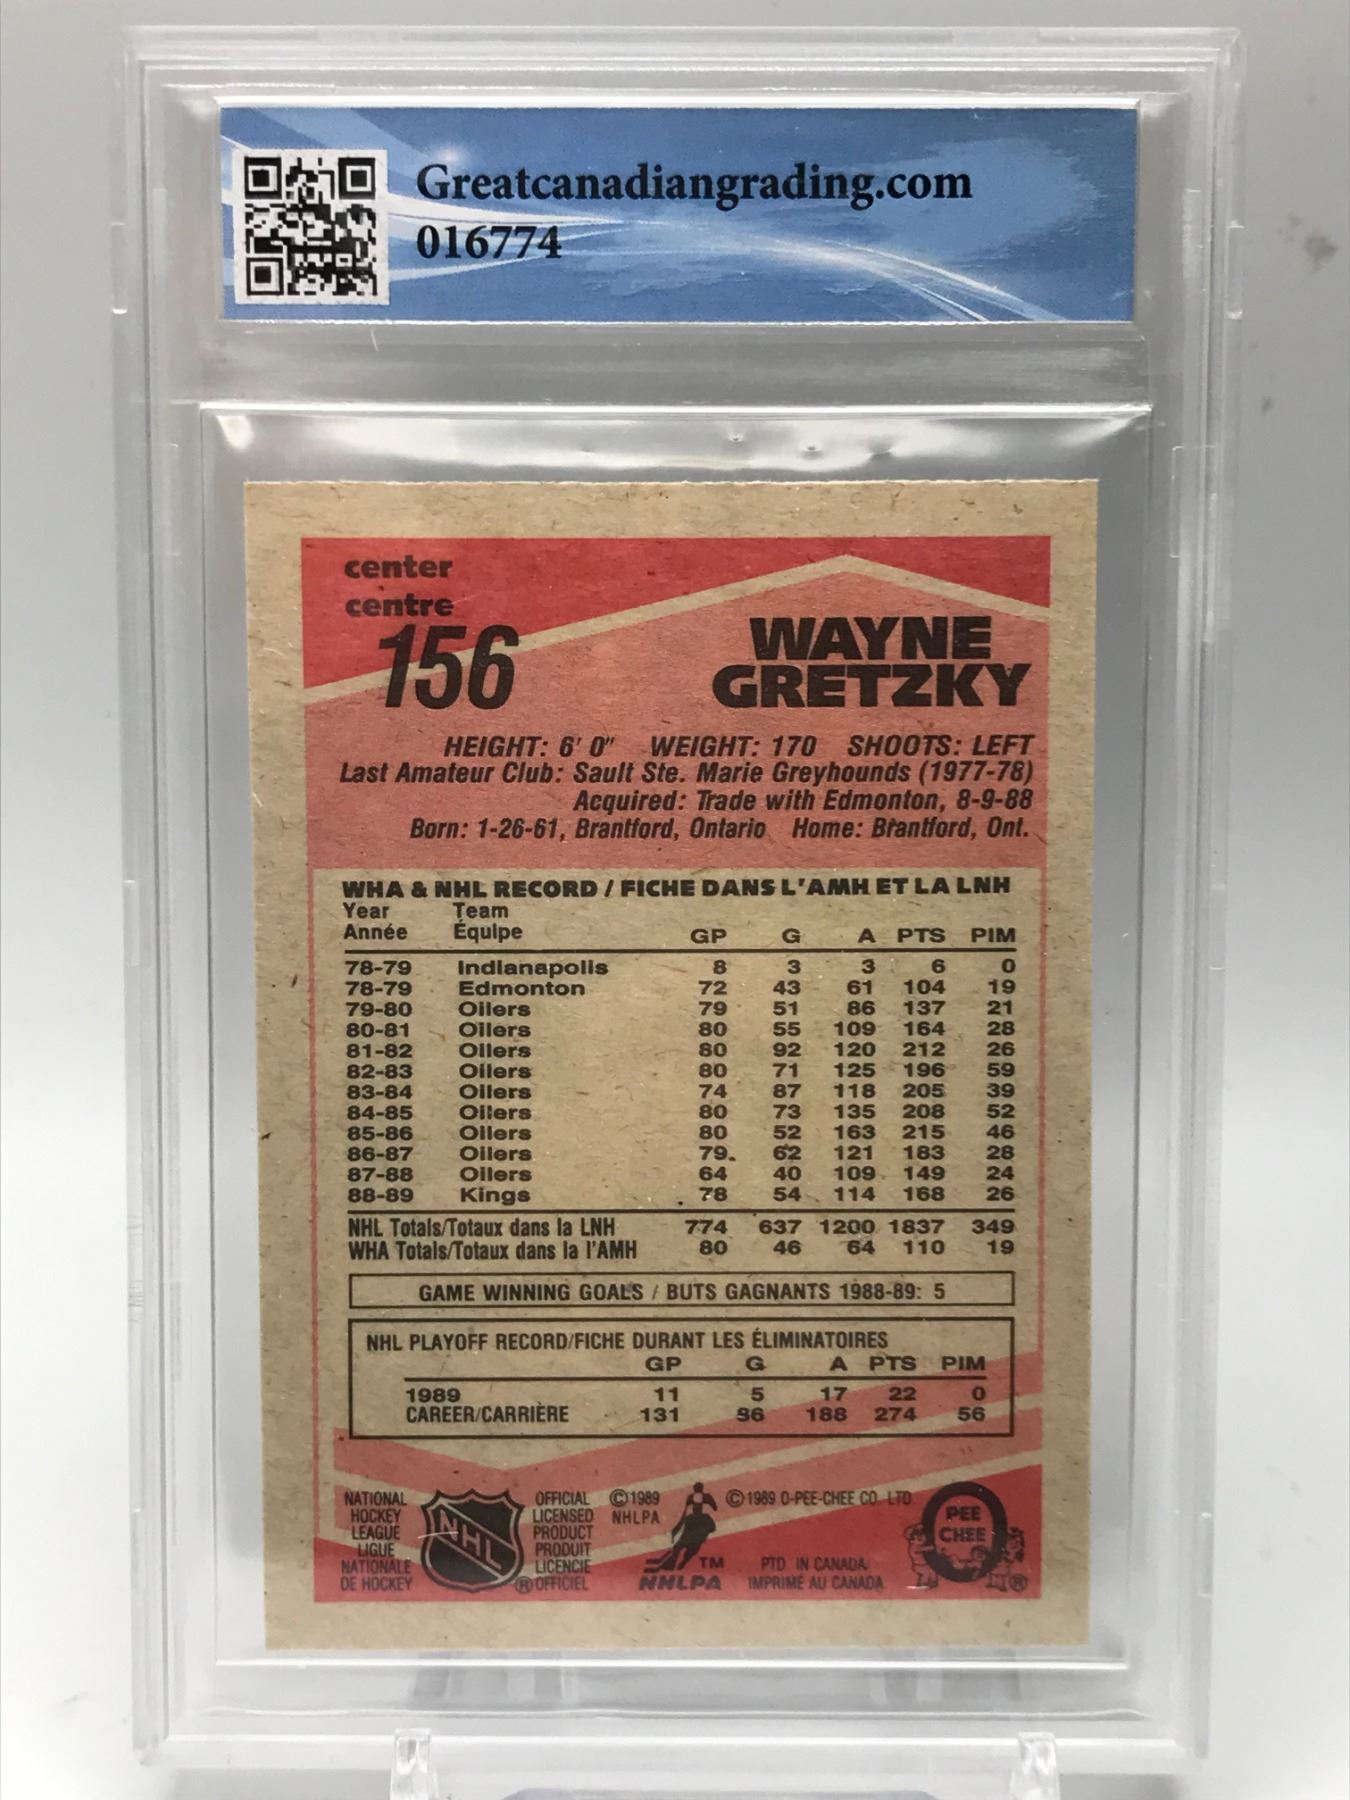 Greatcanadiangrading.com
016774
center
centre
156
WAYNE
GRETZKY
HEIGHT: 6' 0" WEIGHT: 170 SHOOTS: LEFT
Last Amateur Club: Sault Ste. Marie Greyhounds (1977-78)
Acquired: Trade with Edmonton, 8-9-88
Born: 1-26-61, Brantford, Ontario Home: Brantford, Ont.
WHA & NHL RECORD / FICHE DANS L'AMH ET LA LNH
Year Team
Année Équipe GP G A PTS PIM
78-79 Indianapolis 8 3 3 6 0
78-79 Edmonton 72 43 61 104 19
79-80 Oilers 79 51 86 137 21
80-81 Oilers 80 55 109 164 28
81-82 Oilers 80 92 120 212 26
82-83 Oilers 80 71 125 196 59
83-84 Oilers 74 87 118 205 39
84-85 Oilers 80 73 135 208 52
85-86 Oilers 80 52 163 215 46
86-87 Oilers 79 62 121 183 28
87-88 Oilers 64 40 109 149 24
88-89 Kings 78 54 114 168 26
NHL Totals/Totaux dans la LNH 774 637 1200 1837 349
WHA Totals/Totaux dans la l'AMH 80 46 64 110 19
GAME WINNING GOALS / BUTS GAGNANTS 1988-89: 5
NHL PLAYOFF RECORD/FICHE DURANT LES ÉLIMINATOIRES
GP G A PTS PIM
1989 11 5 17 22 0
CAREER/CARRIÈRE 131 86 188 274 56
NATIONAL
HOCKEY
LEAGUE
LIGUE
NATIONALE
DE HOCKEY
NHL
OFFICIAL
LICENSED
PRODUCT
PRODUIT
LICENCIE
® OFFICIEL
©1989
NHLPA
TM
NHLPA
©1989 O-PEE-CHEE CO. LTD.
PTD. IN CANADA/
IMPRIMÉ AU CANADA
O
PEE
CHEE
®